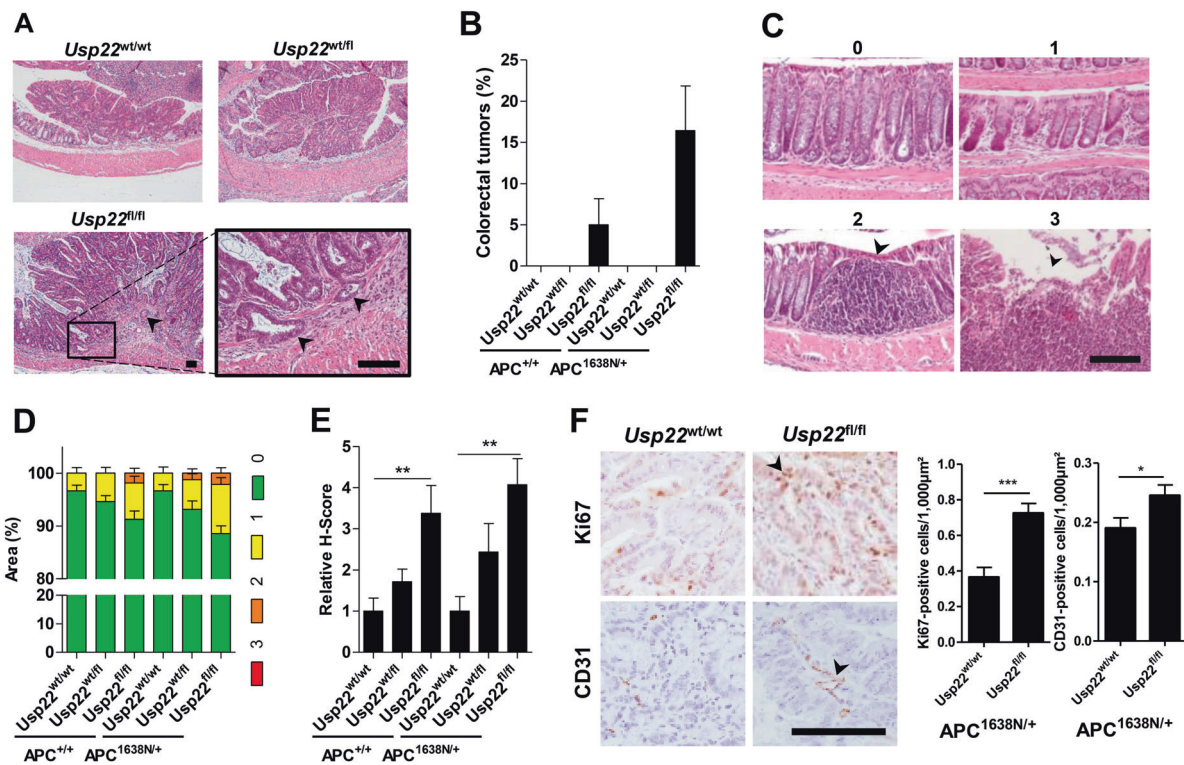 A
Usp22wt/wt
Usp22wt/fl
Usp22fl/fl
B
Colorectal tumors (%)
25
20
15
10
5
0
Usp22wt/wt
Usp22wt/fl
Usp22fl/fl
Usp22wt/wt
Usp22wt/fl
Usp22fl/fl
APC+/+
APC1638N/+
C
0
1
2
3
D
Area (%)
100
90
80
20
10
0
Usp22wt/wt
Usp22wt/fl
Usp22fl/fl
Usp22wt/wt
Usp22wt/fl
Usp22fl/fl
APC+/+
APC1638N/+
0
1
2
3
E
Relative H-Score
5
4
3
2
1
0
**
**
Usp22wt/wt
Usp22wt/fl
Usp22fl/fl
Usp22wt/wt
Usp22wt/fl
Usp22fl/fl
APC+/+
APC1638N/+
F
Usp22wt/wt
Usp22fl/fl
Ki67
CD31
Ki67-positive cells/1,000µm²
1.0
0.8
0.6
0.4
0.2
0.0
***
Usp22wt/wt
Usp22fl/fl
APC1638N/+
CD31-positive cells/1,000µm²
0.3
0.2
0.1
0.0
*
Usp22wt/wt
Usp22fl/fl
APC1638N/+